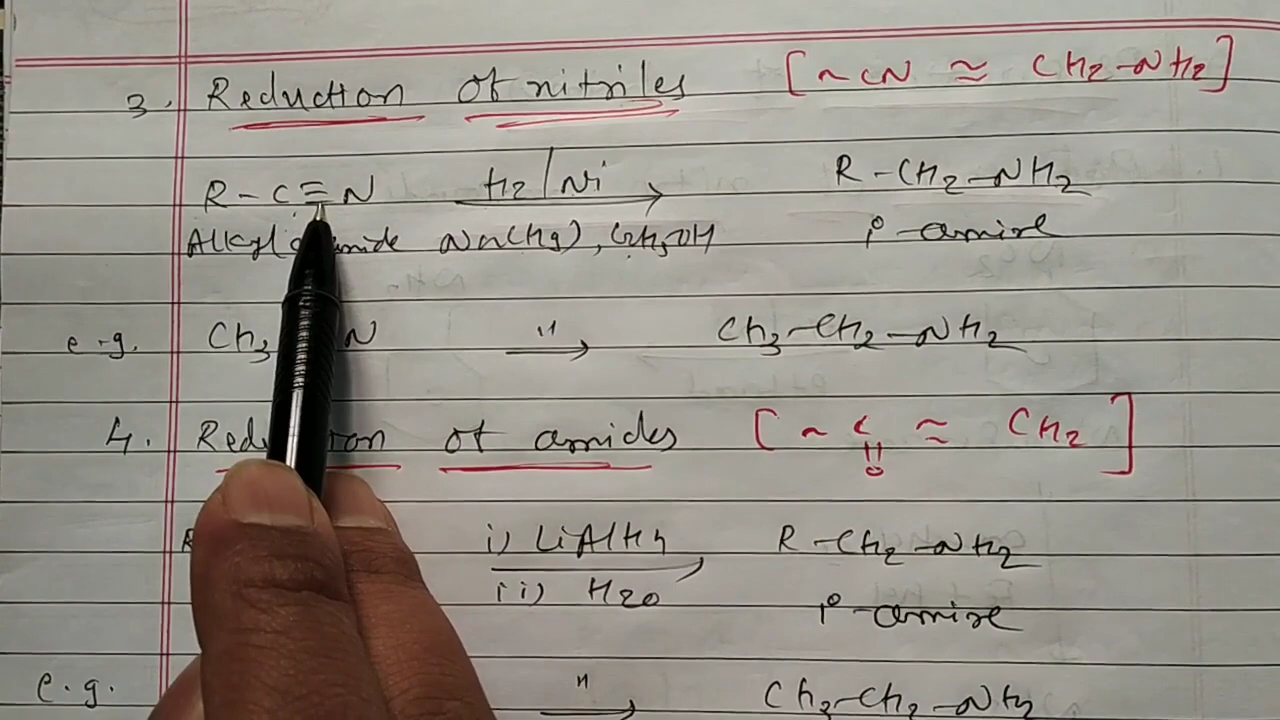 3. Reduction of nitriles [~ CN ≈ CH2-NH2]
R-C≡N H2/Ni → R-CH2-NH2
Alkyl Na(Hg), C2H5OH 1°-amine
e.g. CH3 N " → CH3-CH2-NH2
4. Reduction of amides [~ C ≈ CH2]
|| O
R i) LiAlH4 → R-CH2-NH2
ii) H2O 1°-amine
e.g. " → CH3-CH2-NH2